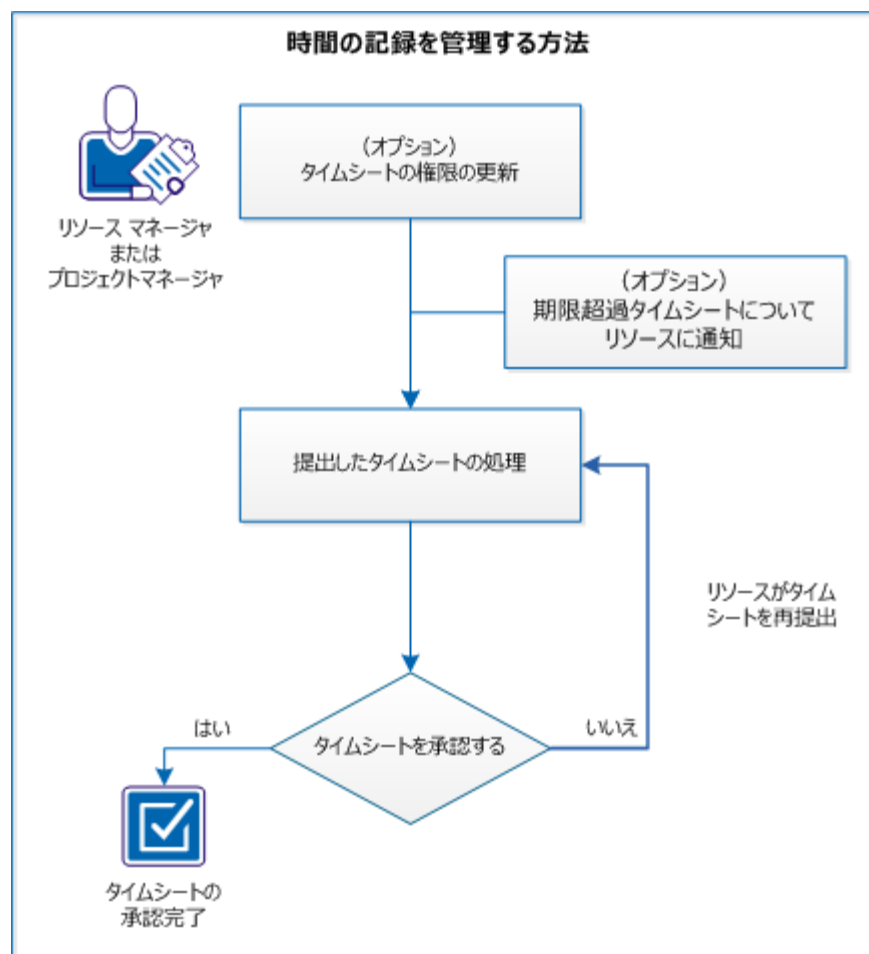 時間の記録を管理する方法
(オプション)
タイムシートの権限の更新
リソース マネージャ
または
プロジェクトマネージャ
(オプション)
期限超過タイムシートについて
リソースに通知
提出したタイムシートの処理
リソースがタイム
シートを再提出
はい
タイムシートを承認する
いいえ
タイムシートの
承認完了